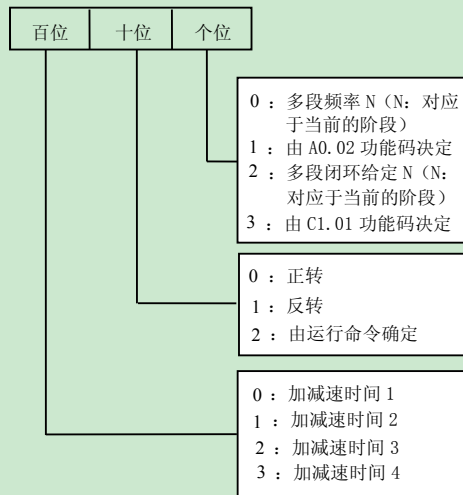 百位 十位 个位
0 : 多段频率 N（N: 对应
于当前的阶段）
1 : 由 A0.02 功能码决定
2 : 多段闭环给定 N（N:
对应于当前的阶段）
3 : 由 C1.01 功能码决定
0 : 正转
1 : 反转
2 : 由运行命令确定
0 : 加减速时间 1
1 : 加减速时间 2
2 : 加减速时间 3
3 : 加减速时间 4